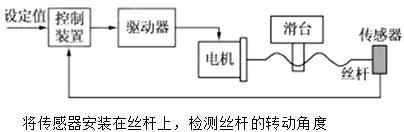 设定值
控制
装置
驱动器
电机
滑台
传感器
丝杆
将传感器安装在丝杆上，检测丝杆的转动角度